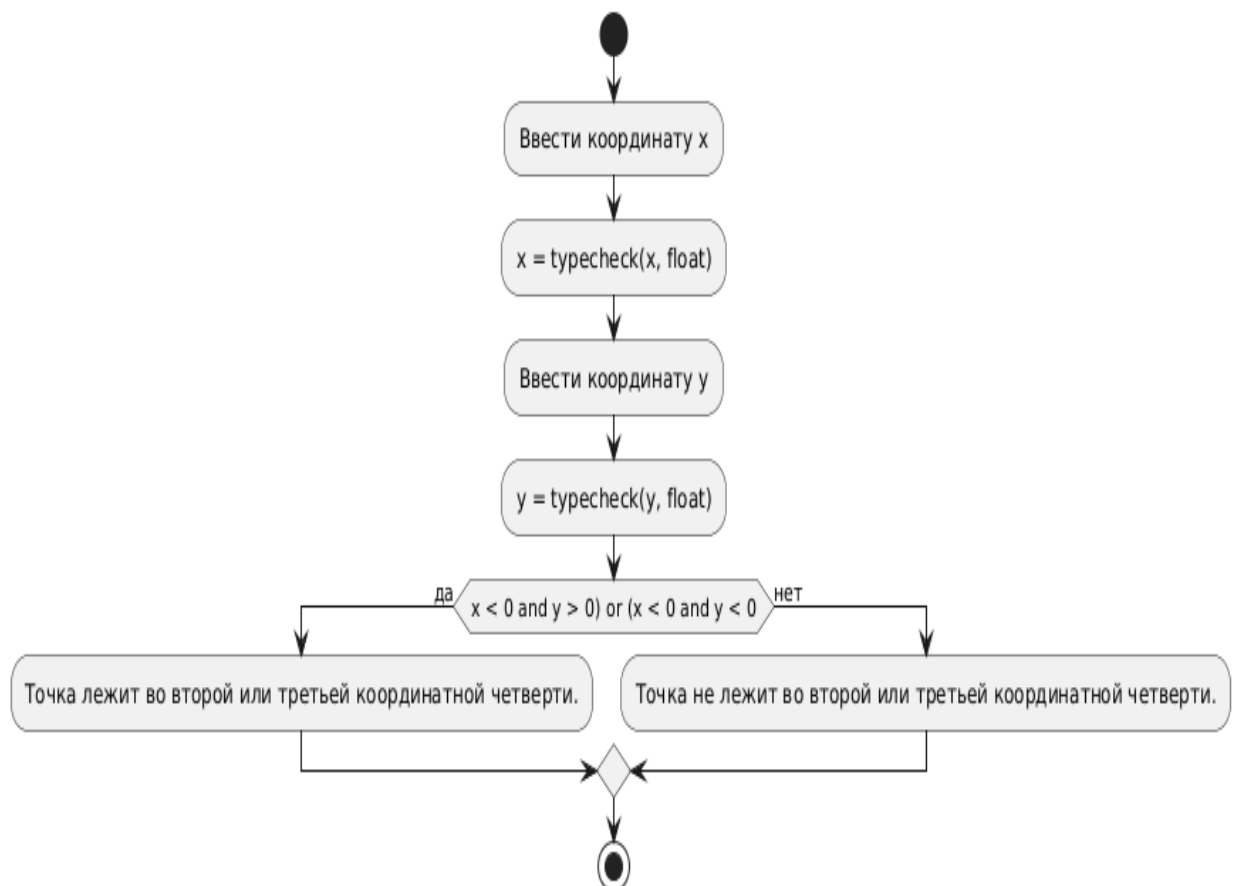 Ввести координату x
x = typecheck(x, float)
Ввести координату y
y = typecheck(y, float)
да
x < 0 and y > 0) or (x < 0 and y < 0
нет
Точка лежит во второй или третьей координатной четверти.
Точка не лежит во второй или третьей координатной четверти.